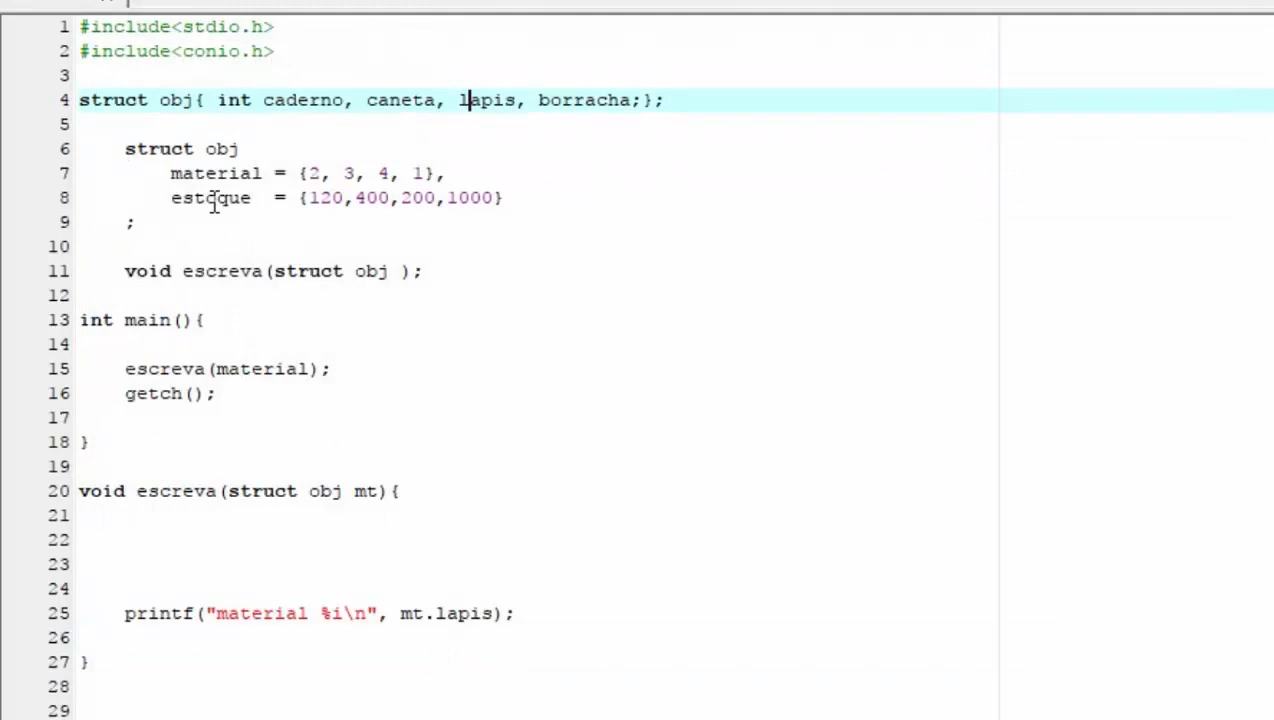 1 #include<stdio.h>
2 #include<conio.h>
3
4 struct obj{ int caderno, caneta, lapis, borracha;};
5
6 struct obj
7 material = {2, 3, 4, 1},
8 estoque  = {120,400,200,1000}
9 ;
10
11 void escreva(struct obj );
12
13 int main(){
14
15 escreva(material);
16 getch();
17
18 }
19
20 void escreva(struct obj mt){
21
22
23
24
25 printf("material %i\n", mt.lapis);
26
27 }
28
29